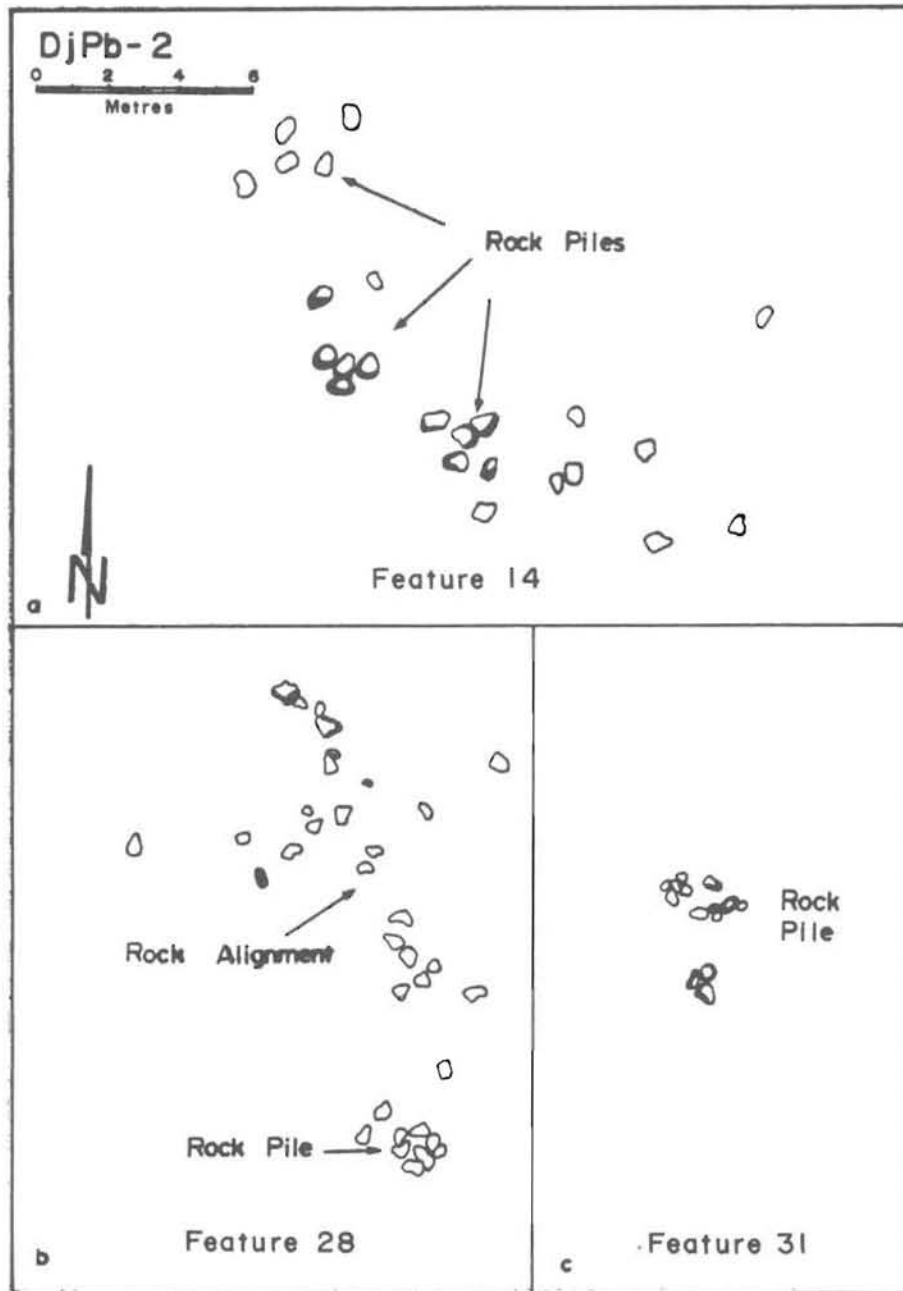 DjPb-2
0 2 4 6
Metres
Rock Piles
N
a
Feature 14
Rock Alignment
Rock Pile
b
Feature 28
Rock
Pile
c
Feature 31